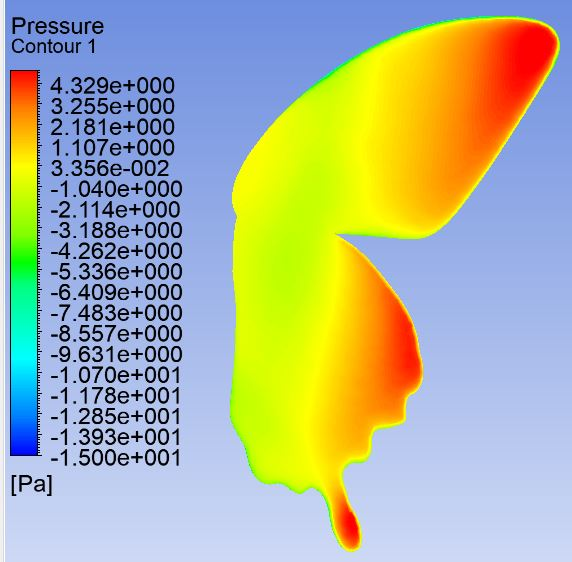 Pressure
Contour 1
4.329e+000
3.255e+000
2.181e+000
1.107e+000
3.356e-002
-1.040e+000
-2.114e+000
-3.188e+000
-4.262e+000
-5.336e+000
-6.409e+000
-7.483e+000
-8.557e+000
-9.631e+000
-1.070e+001
-1.178e+001
-1.285e+001
-1.393e+001
-1.500e+001
[Pa]